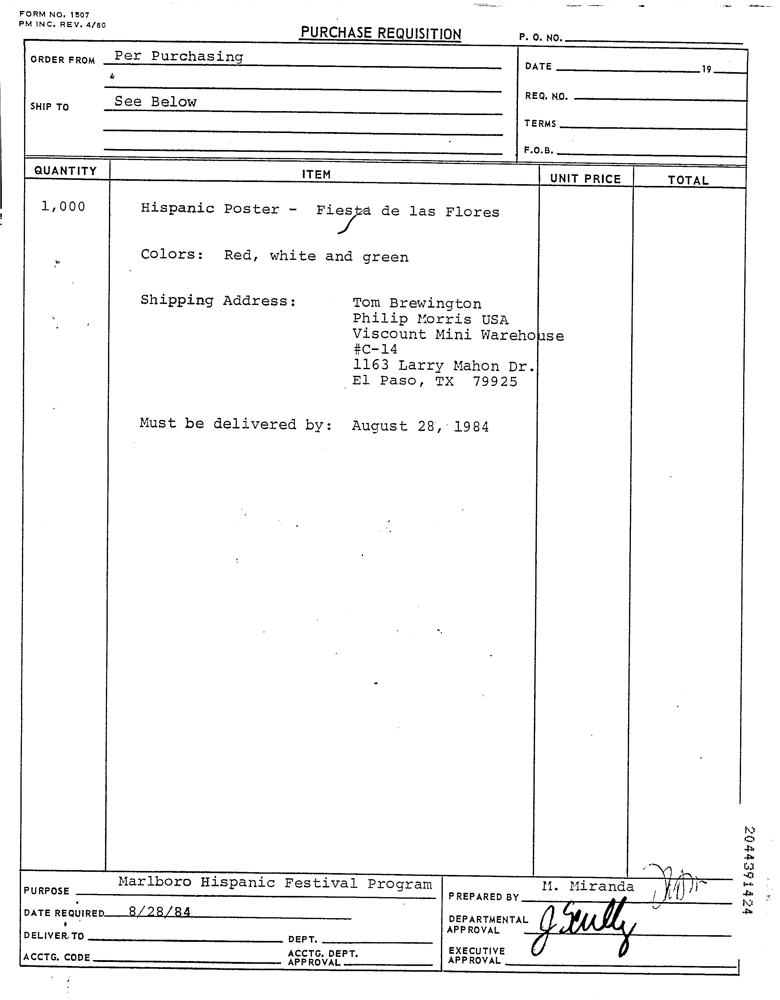 FORM NO. 1507
PM INC. REV. 4/80
PURCHASE REQUISITION
P. O. NO.
ORDER FROM Per Purchasing
&
SHIP TO See Below
DATE 19
REQ. NO.
TERMS
F.O.B.
QUANTITY ITEM UNIT PRICE TOTAL
1,000 Hispanic Poster - Fiesta de las Flores
Colors: Red, white and green
Shipping Address: Tom Brewington
Philip Morris USA
Viscount Mini Warehouse
#C-14
1163 Larry Mahon Dr.
El Paso, TX 79925
Must be delivered by: August 28, 1984
PURPOSE Marlboro Hispanic Festival Program
DATE REQUIRED 8/28/84
DELIVER TO DEPT.
ACCTG. CODE ACCTG. DEPT. APPROVAL
PREPARED BY M. Miranda
DEPARTMENTAL APPROVAL J. Scully
EXECUTIVE APPROVAL
2044391424